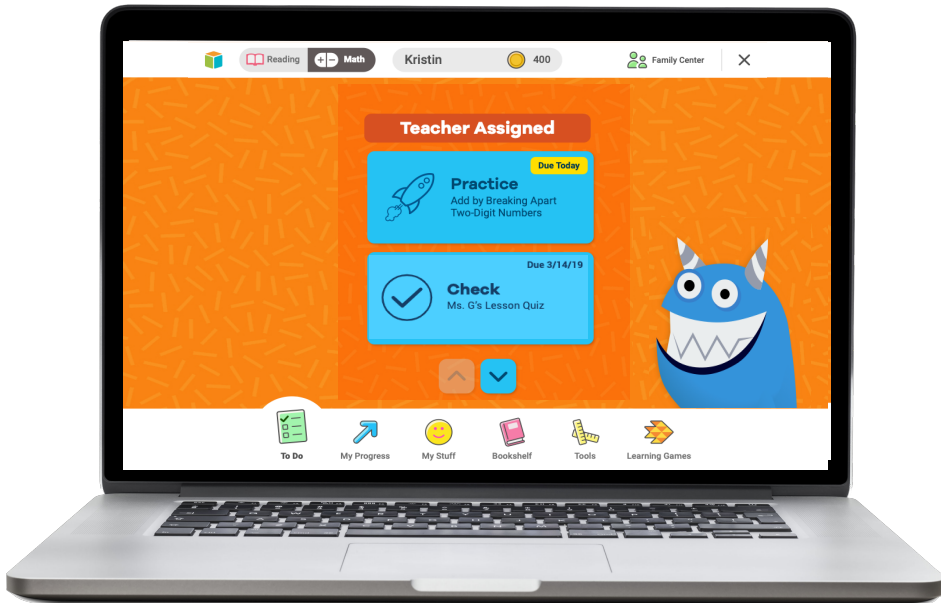 Reading
Math
Kristin
400
Family Center
Teacher Assigned
Due Today
Practice
Add by Breaking Apart
Two-Digit Numbers
Due 3/14/19
Check
Ms. G's Lesson Quiz
To Do
My Progress
My Stuff
Bookshelf
Tools
Learning Games